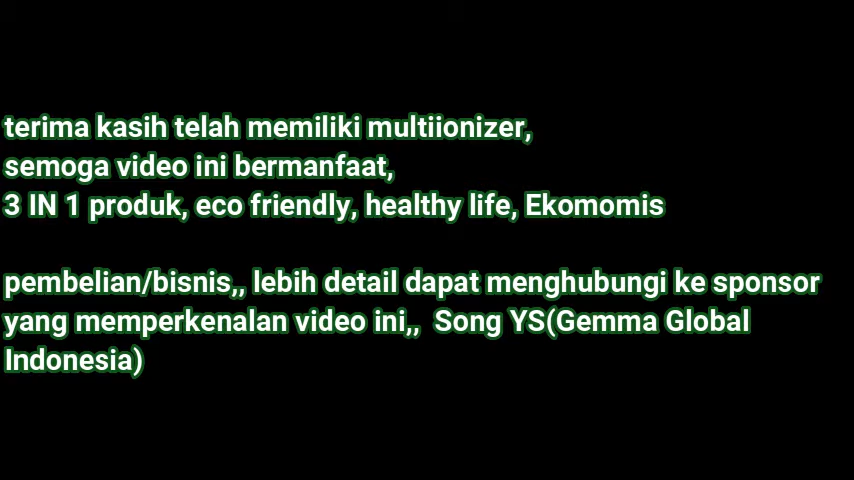 terima kasih telah memiliki multiionizer,
semoga video ini bermanfaat,
3 IN 1 produk, eco friendly, healthy life, Ekomomis
pembelian/bisnis,, lebih detail dapat menghubungi ke sponsor
yang memperkenalan video ini,, Song YS(Gemma Global
Indonesia)